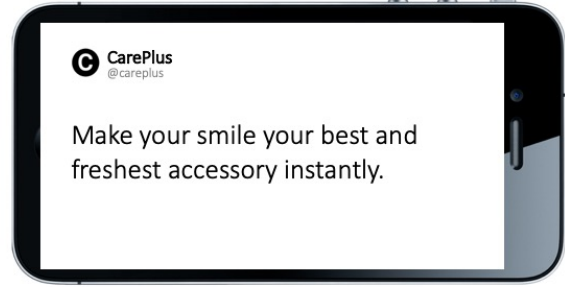 C CarePlus
@careplus
Make your smile your best and
freshest accessory instantly.